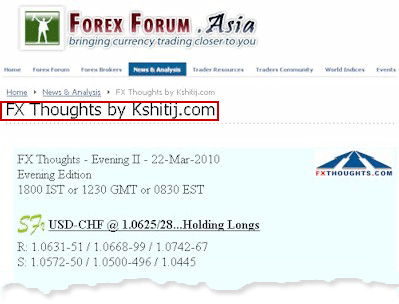 FOREX FORUM .Asia
bringing currency trading closer to you
Home Forex Forum Forex Brokers News & Analysis Trader Resources Traders Community World Indices Events
Home News & Analysis FX Thoughts by Kshitij.com
FX Thoughts by Kshitij.com
FX Thoughts - Evening II - 22-Mar-2010
Evening Edition
1800 IST or 1230 GMT or 0830 EST
FXTHOUGHTS.COM
USD-CHF @ 1.0625/28...Holding Longs
R: 1.0631-51 / 1.0668-99 / 1.0742-67
S: 1.0572-50 / 1.0500-496 / 1.0445